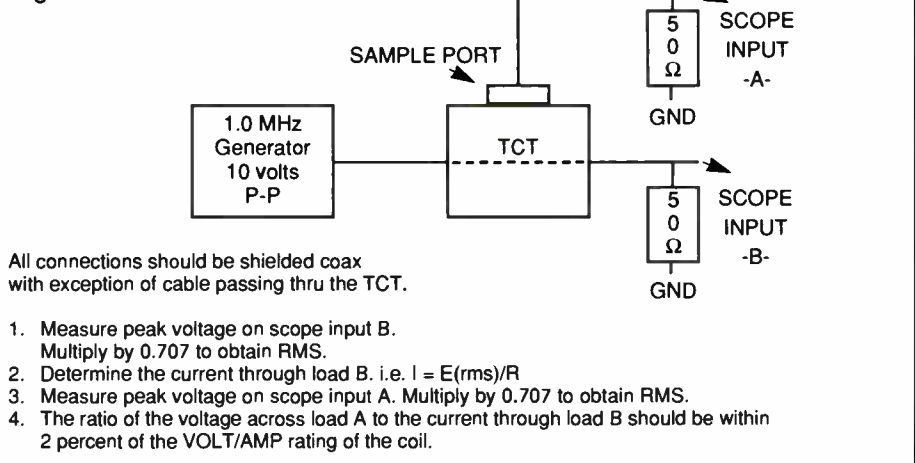 SCOPE
INPUT
-A-
5
0
Ω
GND
SAMPLE PORT
1.0 MHz
Generator
10 volts
P-P
TCT
SCOPE
INPUT
-B-
5
0
Ω
GND
All connections should be shielded coax
with exception of cable passing thru the TCT.
1. Measure peak voltage on scope input B.
Multiply by 0.707 to obtain RMS.
2. Determine the current through load B. i.e. I = E(rms)/R
3. Measure peak voltage on scope input A. Multiply by 0.707 to obtain RMS.
4. The ratio of the voltage across load A to the current through load B should be within
2 percent of the VOLT/AMP rating of the coil.